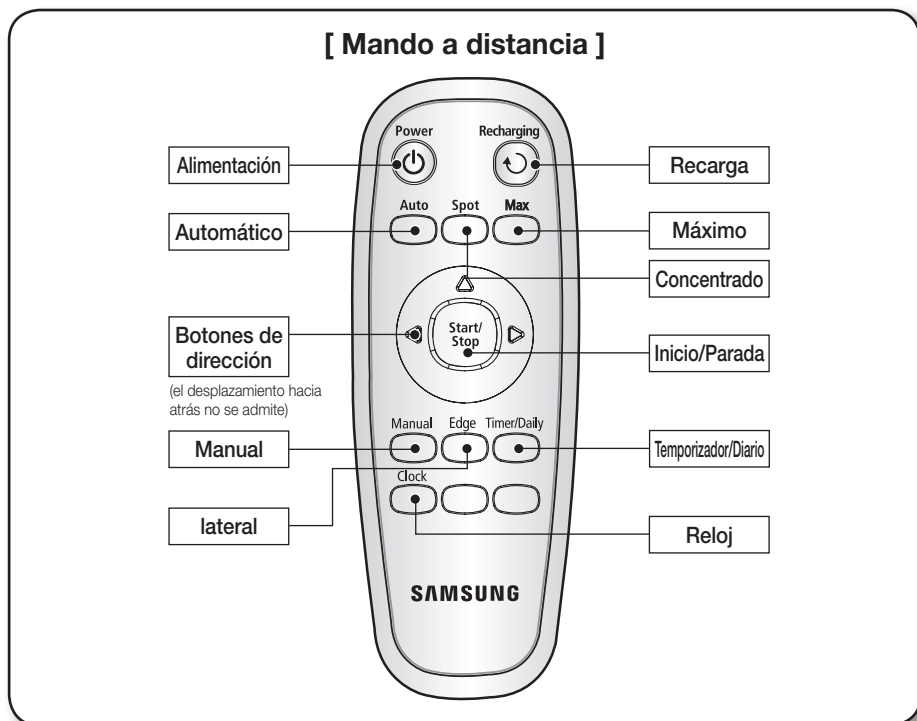 [ Mando a distancia ]
Power
Recharging
Alimentación
Recarga
Auto
Spot
Max
Automático
Máximo
Concentrado
Botones de
dirección
(el desplazamiento hacia
atrás no se admite)
Start/
Stop
Inicio/Parada
Manual
Edge
Timer/Daily
Manual
Temporizador/Diario
Clock
lateral
Reloj
SAMSUNG